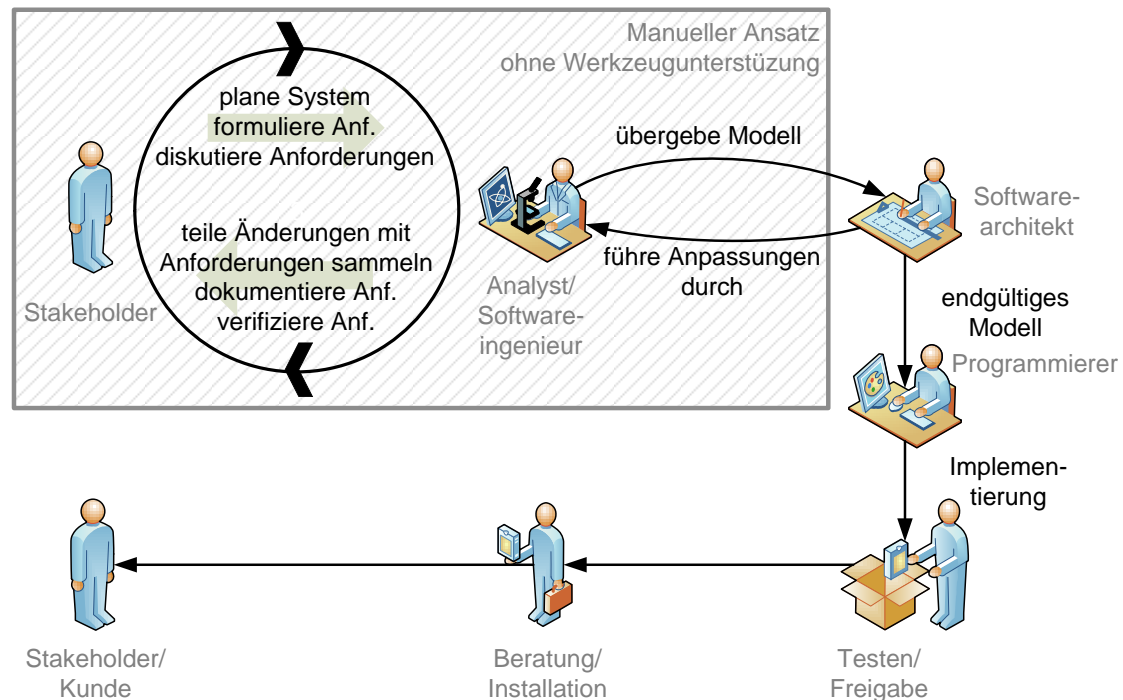 Manueller Ansatz
ohne Werkzeugunterstüzung
plane System
formuliere Anf.
diskutiere Anforderungen
teile Änderungen mit
Anforderungen sammeln
dokumentiere Anf.
verifiziere Anf.
Stakeholder
Analyst/
Software-
ingenieur
übergebe Modell
führe Anpassungen
durch
Software-
architekt
endgültiges
Modell
Programmierer
Implemen-
tierung
Stakeholder/
Kunde
Beratung/
Installation
Testen/
Freigabe